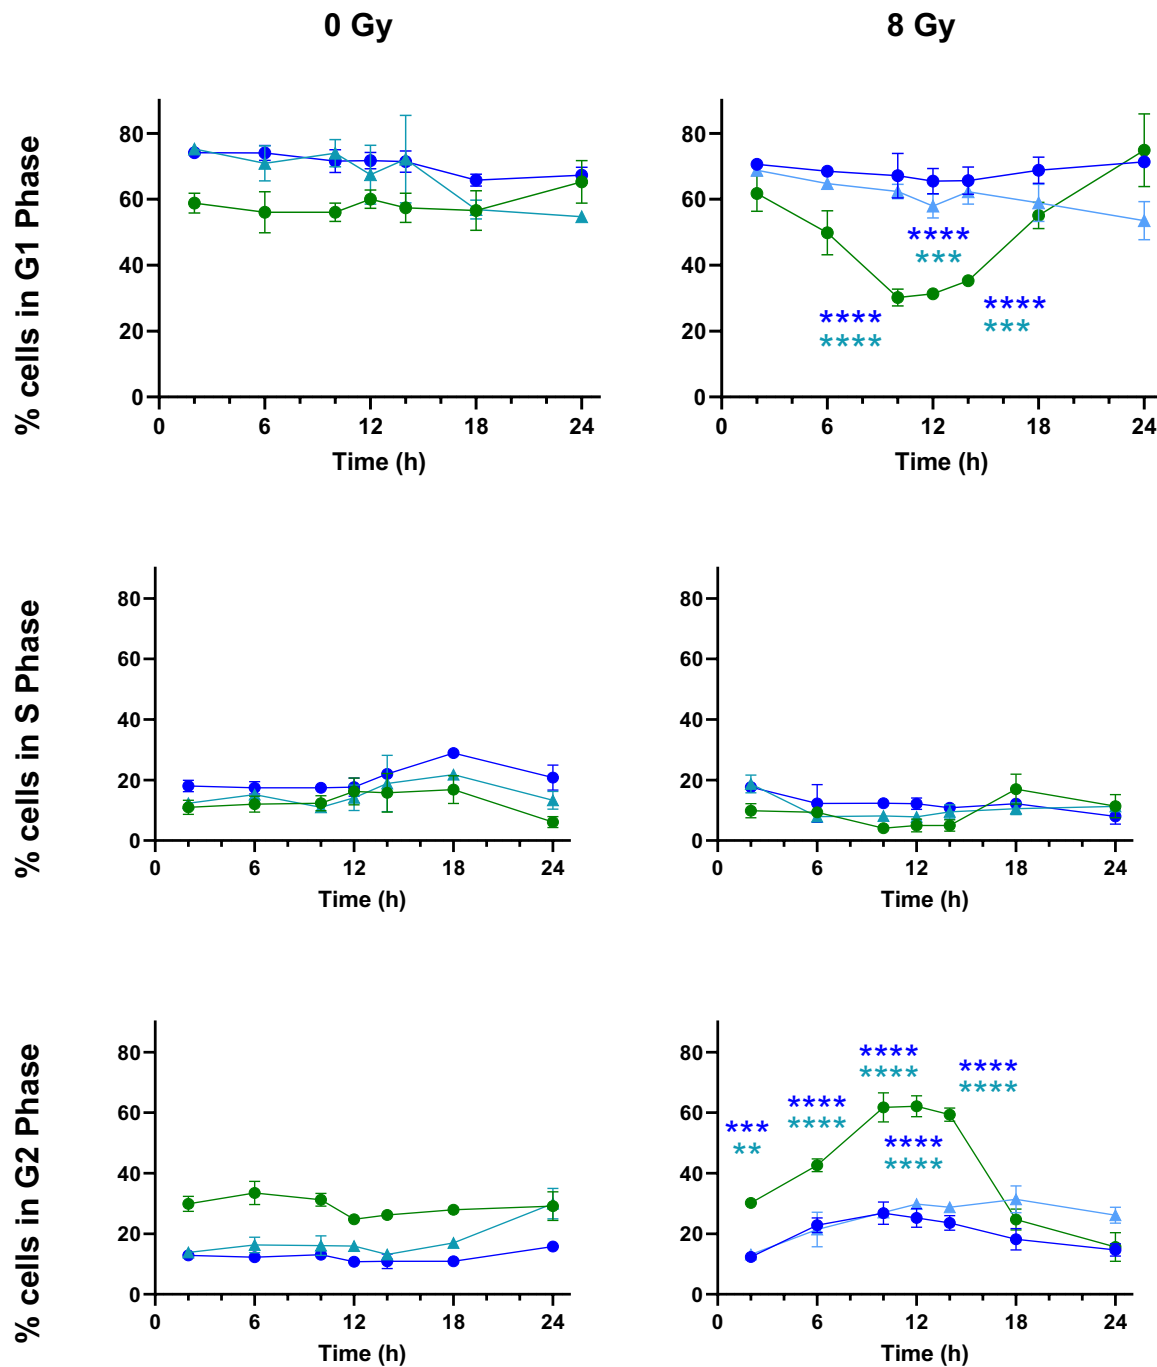 0 Gy
8 Gy
% cells in G1 Phase
80
60
40
20
0
0 6 12 18 24
Time (h)
80
60
40
20
0
0 6 12 18 24
Time (h)
****
***
****
****
****
***
% cells in S Phase
80
60
40
20
0
0 6 12 18 24
Time (h)
80
60
40
20
0
0 6 12 18 24
Time (h)
% cells in G2 Phase
80
60
40
20
0
0 6 12 18 24
Time (h)
80
60
40
20
0
0 6 12 18 24
Time (h)
***
**
****
****
****
****
****
****
****
****